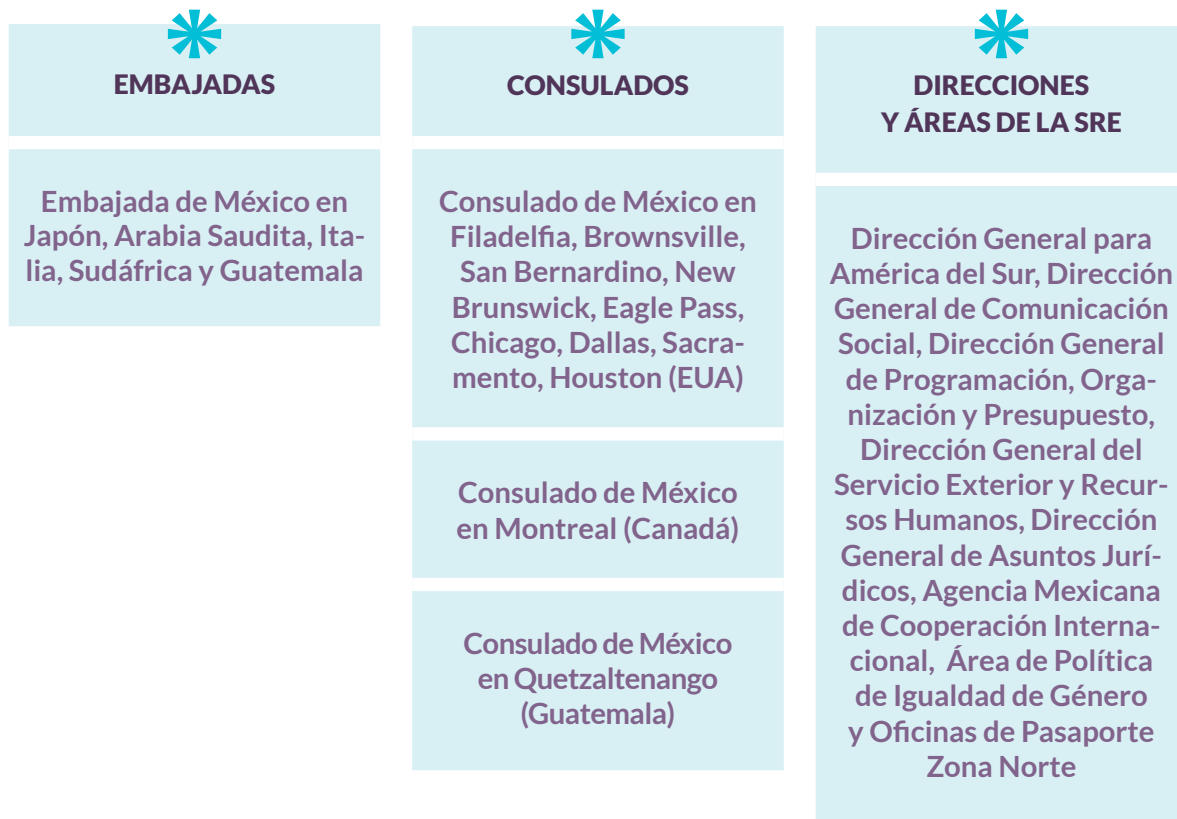 EMBAJADAS
Embajada de México en
Japón, Arabia Saudita, Ita-
lia, Sudáfrica y Guatemala
CONSULADOS
Consulado de México en
Filadelfia, Brownsville,
San Bernardino, New
Brunswick, Eagle Pass,
Chicago, Dallas, Sacra-
mento, Houston (EUA)
Consulado de México
en Montreal (Canadá)
Consulado de México
en Quetzaltenango
(Guatemala)
DIRECCIONES
Y ÁREAS DE LA SRE
Dirección General para
América del Sur, Dirección
General de Comunicación
Social, Dirección General
de Programación, Orga-
nización y Presupuesto,
Dirección General del
Servicio Exterior y Recur-
sos Humanos, Dirección
General de Asuntos Jurí-
dicos, Agencia Mexicana
de Cooperación Interna-
cional, Área de Política
de Igualdad de Género
y Oficinas de Pasaporte
Zona Norte